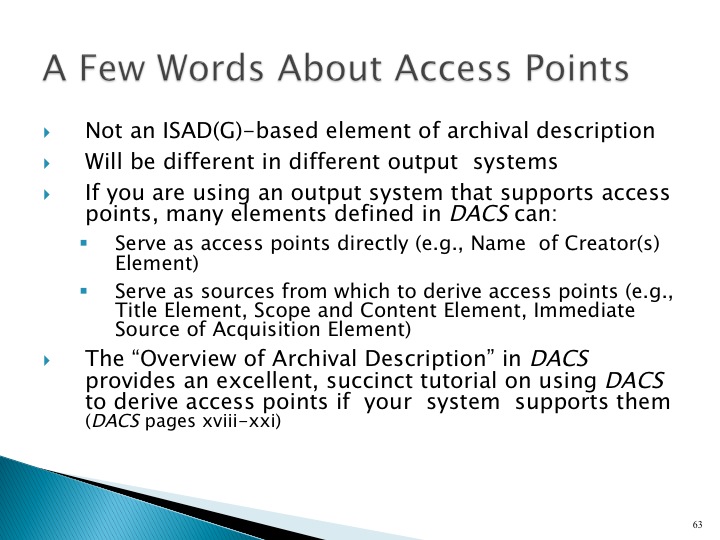 A Few Words About Access Points
Not an ISAD(G)-based element of archival description
Will be different in different output  systems
If you are using an output system that supports access
points, many elements defined in DACS can:
Serve as access points directly (e.g., Name  of Creator(s)
Element)
Serve as sources from which to derive access points (e.g.,
Title Element, Scope and Content Element, Immediate
Source of Acquisition Element)
The “Overview of Archival Description” in DACS
provides an excellent, succinct tutorial on using DACS
to derive access points if  your  system  supports them
(DACS pages xviii-xxi)
63